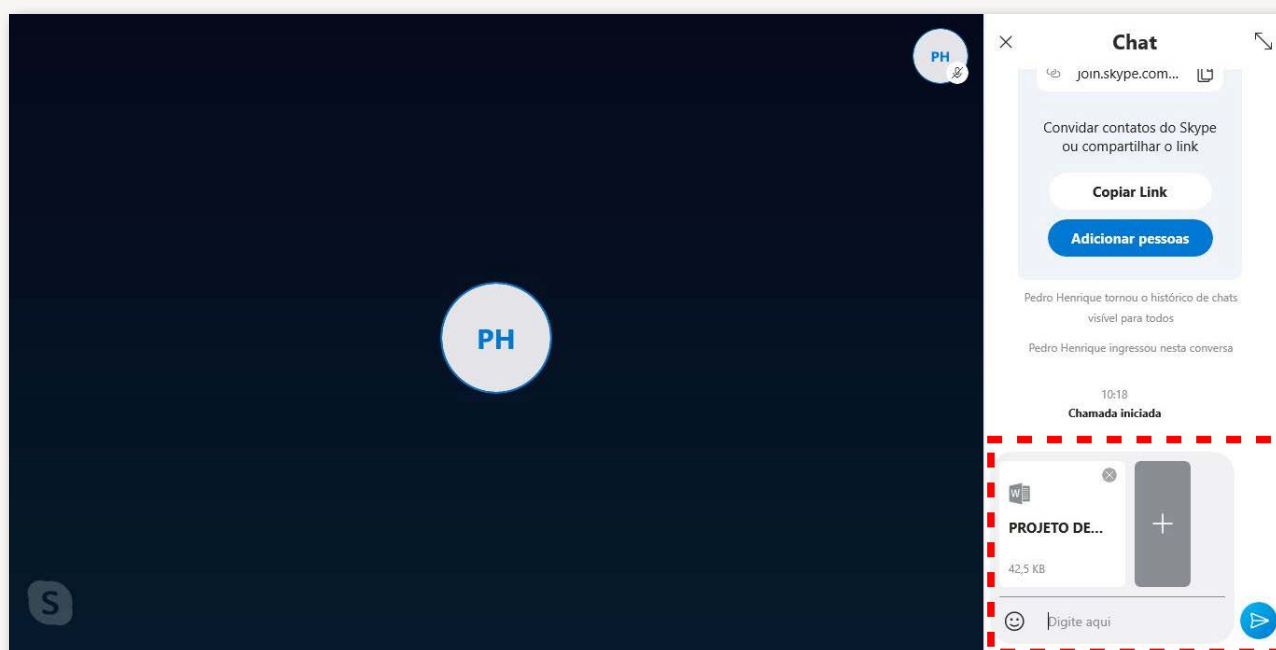 PH
PH
S
Chat
join.skype.com...
Convidar contatos do Skype
ou compartilhar o link
Copiar Link
Adicionar pessoas
Pedro Henrique tornou o histórico de chats
visível para todos
Pedro Henrique ingressou nesta conversa
10:18
Chamada iniciada
W
PROJETO DE...
42,5 KB
Digite aqui